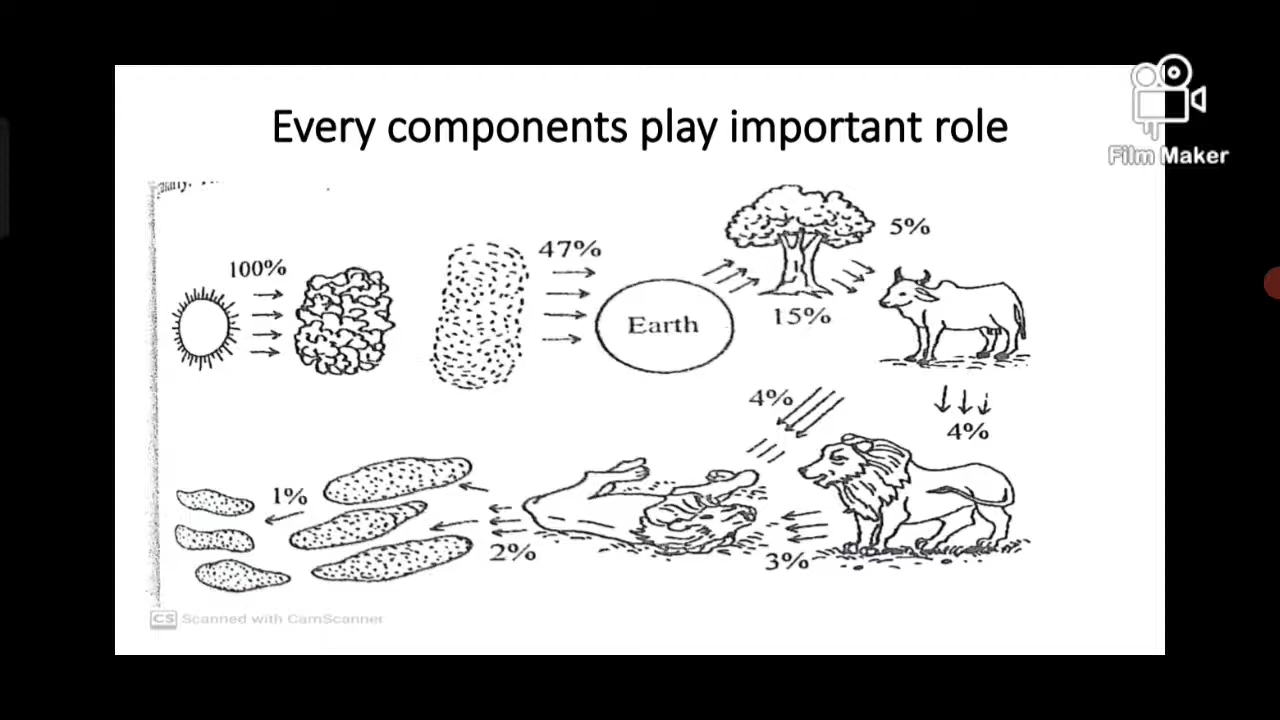 Every components play important role
Film Maker
100%
47%
5%
Earth
15%
4%
4%
1%
2%
3%
CS Scanned with CamScanner